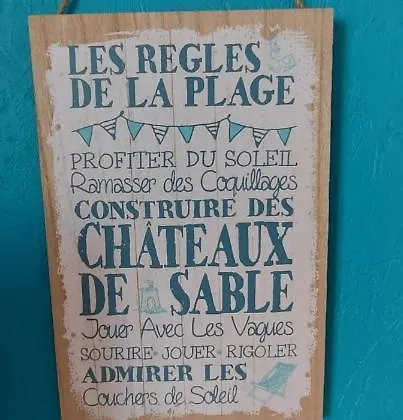 LES REGLES
DE LA PLAGE
PROFITER DU SOLEIL
Ramasser des Coquillages
CONSTRUIRE DES
CHÂTEAUX
DE SABLE
Jouer Avec Les Vagues
SOURIRE · JOUER · RIGOLER
ADMIRER LES
Couchers de Soleil